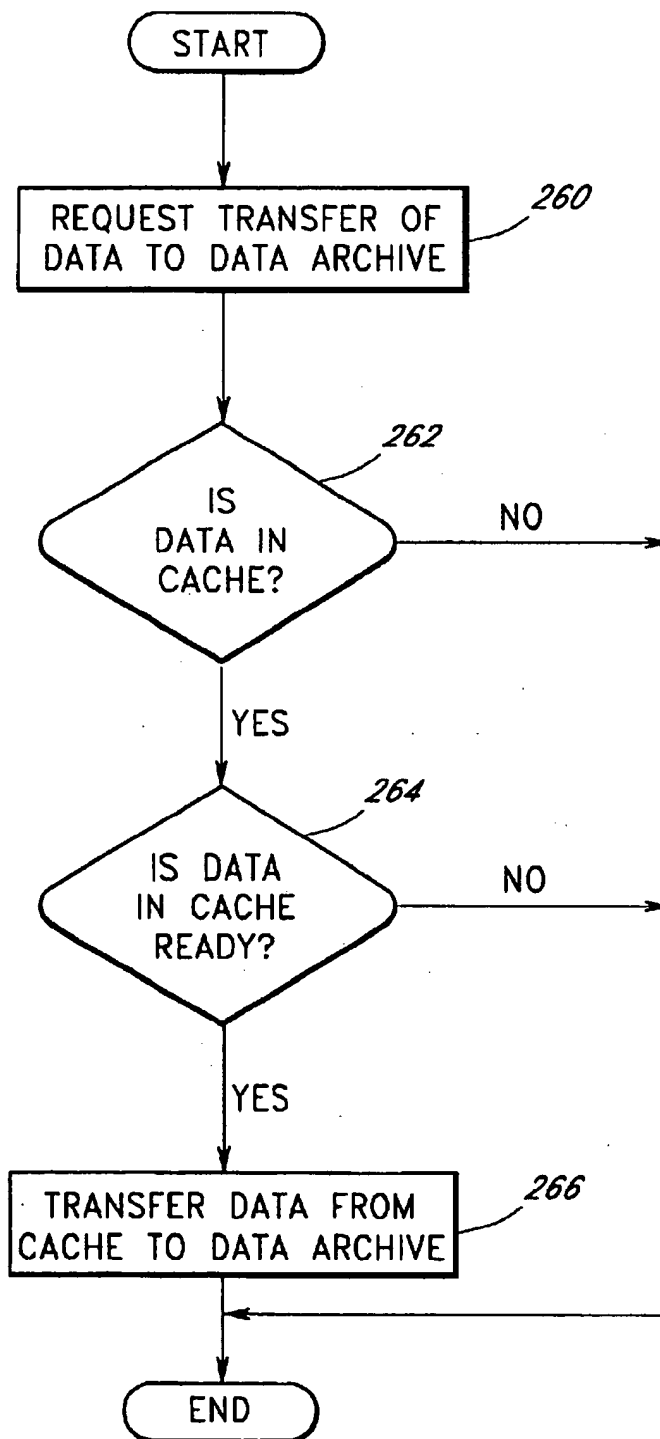 START
REQUEST TRANSFER OF
DATA TO DATA ARCHIVE
260
262
IS
DATA IN
CACHE?
NO
YES
264
IS DATA
IN CACHE
READY?
NO
YES
TRANSFER DATA FROM
CACHE TO DATA ARCHIVE
266
END